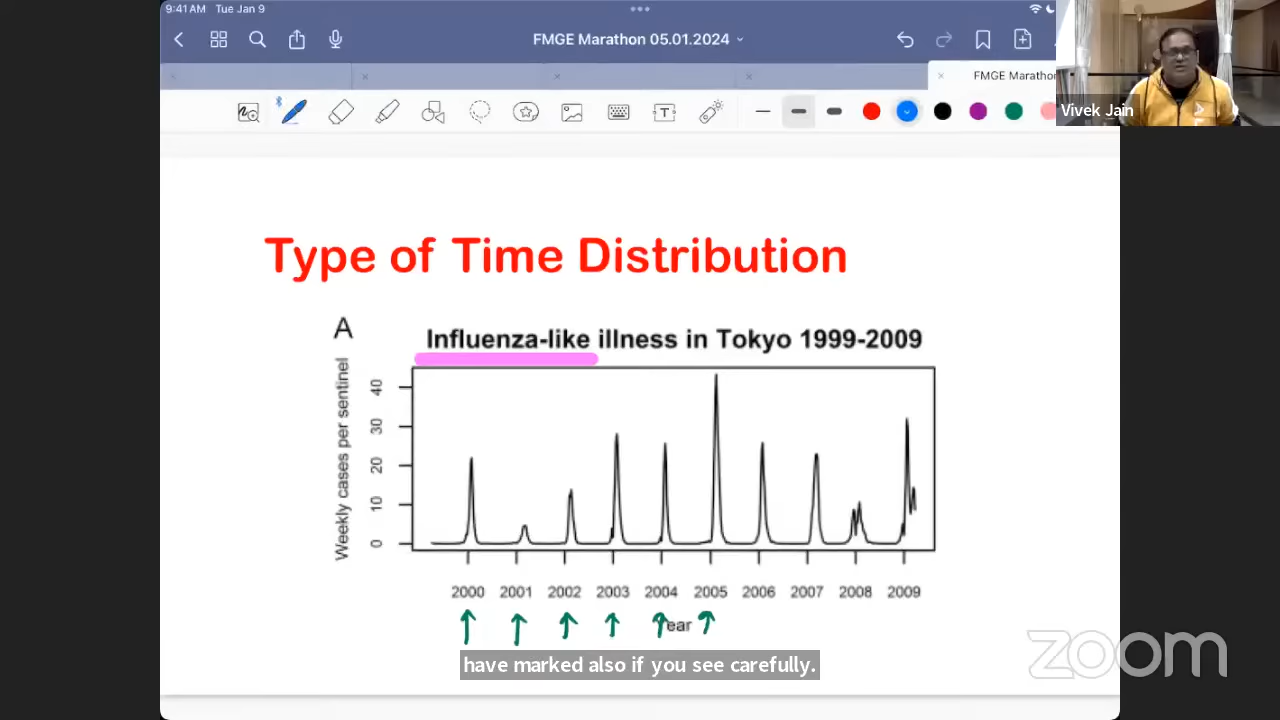 9:41 AM Tue Jan 9
FMGE Marathon 05.01.2024
FMGE Marathon
Vivek Jain
T
Type of Time Distribution
A
Influenza-like illness in Tokyo 1999-2009
Weekly cases per sentinel
40
30
20
10
0
2000 2001 2002 2003 2004 2005 2006 2007 2008 2009
Year
have marked also if you see carefully.
zoom